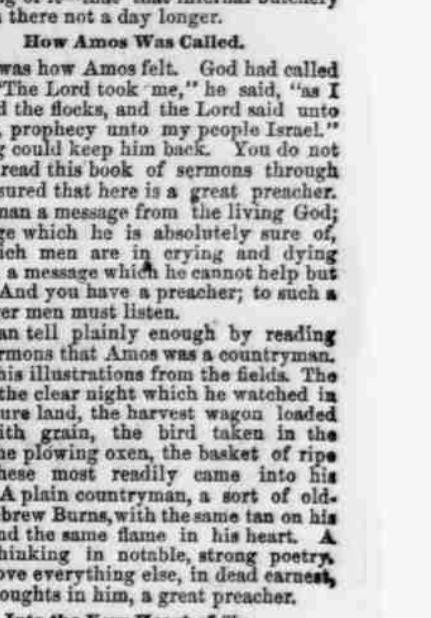 there not a day longer.
How Amos Was Called.
was how Amos felt. God had called
"The Lord took me," he said, "as I
the flocks, and the Lord said unto
, prophecy unto my people Israel."
could keep him back. You do not
read this book of sermons through
sured that here is a great preacher.
man a message from the living God;
ge which he is absolutely sure of,
ich men are in crying and dying
a message which he cannot help but
And you have a preacher; to such a
er men must listen.
an tell plainly enough by reading
rmons that Amos was a countryman.
his illustrations from the fields. The
the clear night which he watched in
ure land, the harvest wagon loaded
ith grain, the bird taken in the
he plowing oxen, the basket of ripe
hese most readily came into his
A plain countryman, a sort of old-
brew Burns, with the same tan on his
nd the same flame in his heart. A
hinking in notable, strong poetry,
ove everything else, in dead earnest,
oughts in him, a great preacher.